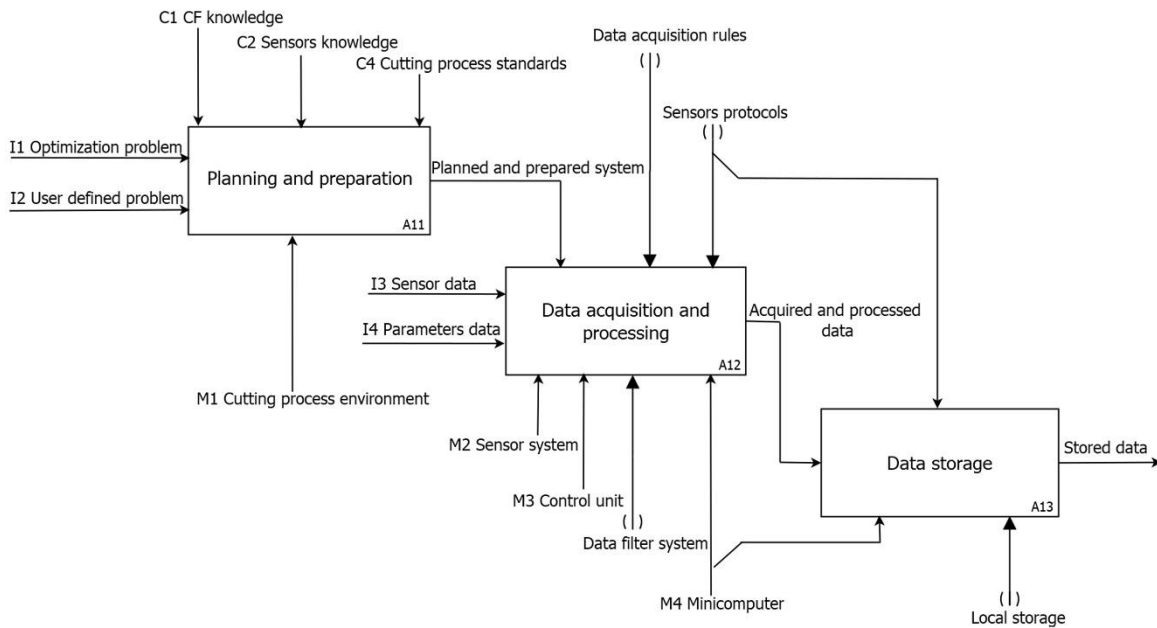 C1 CF knowledge
C2 Sensors knowledge
C4 Cutting process standards
Data acquisition rules
( )
Sensors protocols
( )
I1 Optimization problem
I2 User defined problem
Planning and preparation
A11
Planned and prepared system
M1 Cutting process environment
I3 Sensor data
I4 Parameters data
Data acquisition and
processing
A12
Acquired and processed
data
M2 Sensor system
M3 Control unit
( )
Data filter system
M4 Minicomputer
Data storage
A13
Stored data
( )
Local storage